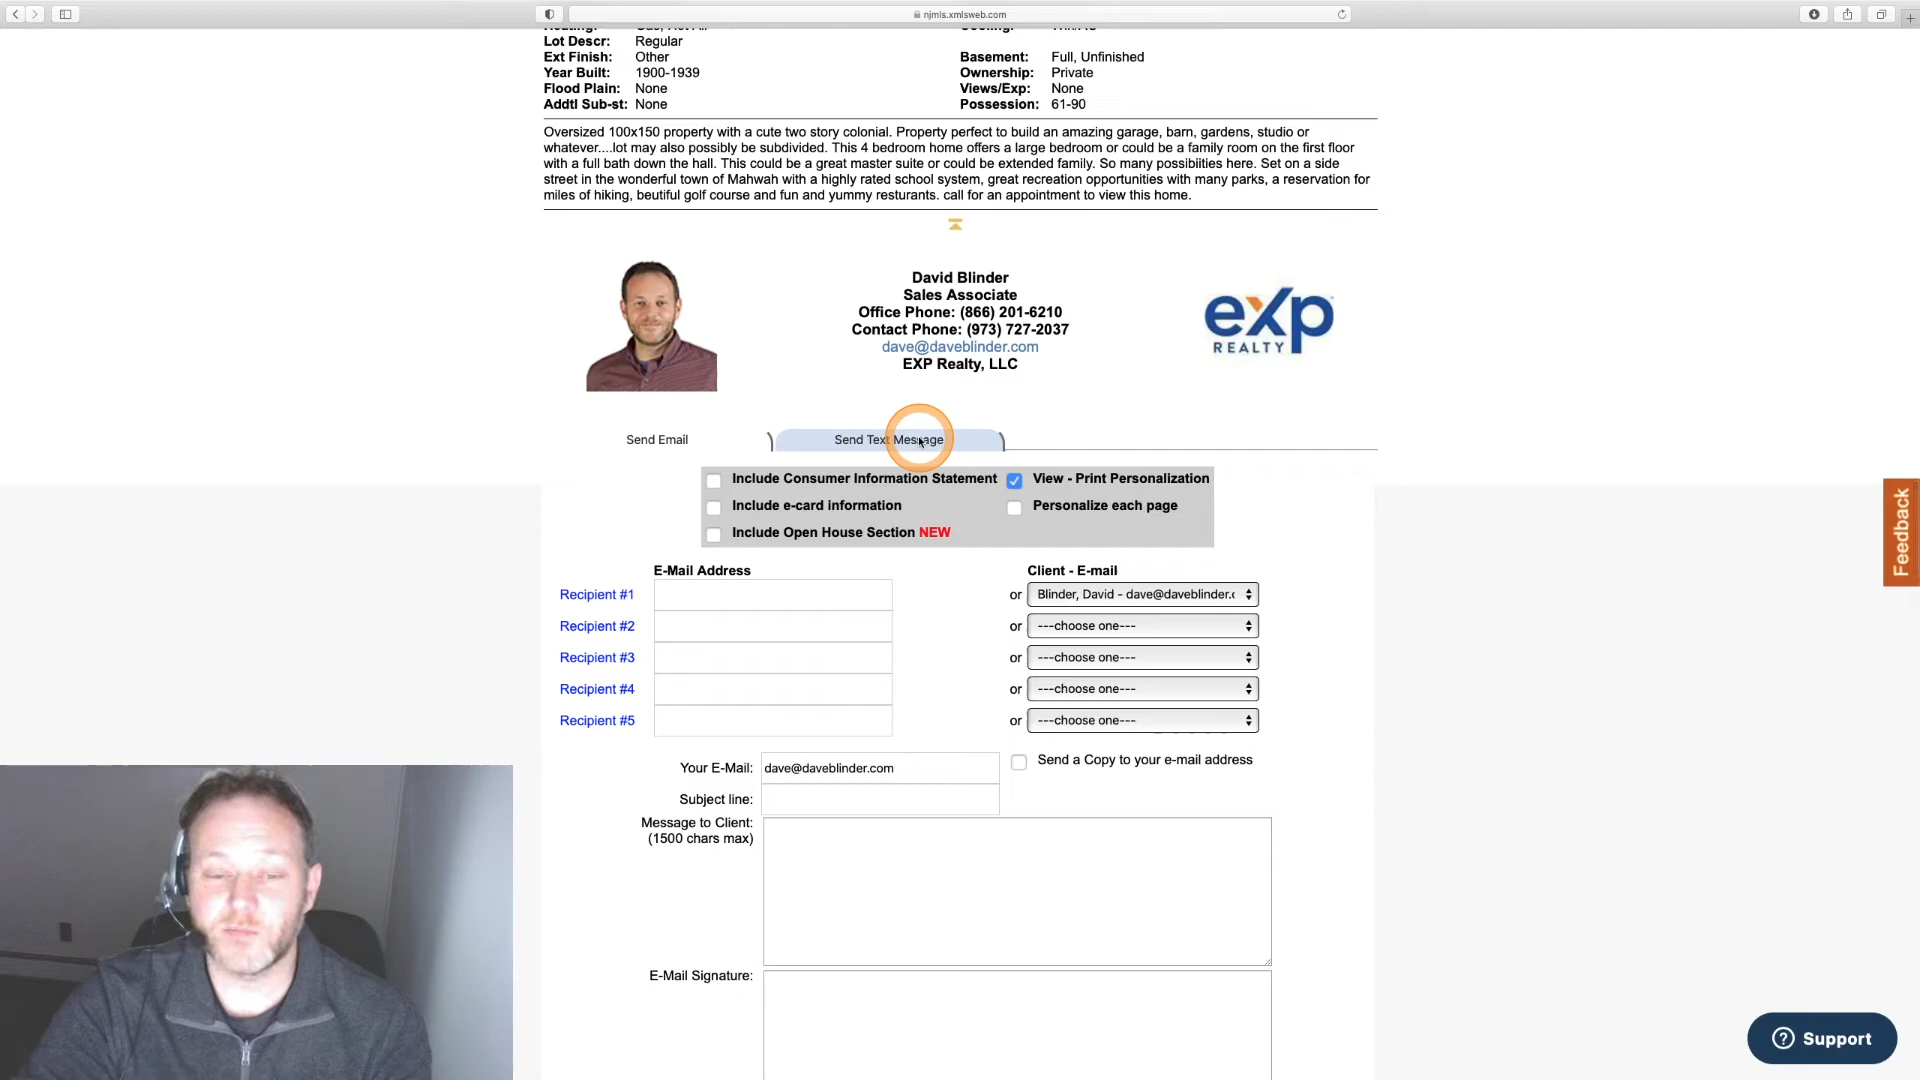 njmls.xmlsweb.com
Lot Descr: Regular
Ext Finish: Other Basement: Full, Unfinished
Year Built: 1900-1939 Ownership: Private
Flood Plain: None Views/Exp: None
Addtl Sub-st: None Possession: 61-90
Oversized 100x150 property with a cute two story colonial. Property perfect to build an amazing garage, barn, gardens, studio or
whatever....lot may also possibly be subdivided. This 4 bedroom home offers a large bedroom or could be a family room on the first floor
with a full bath down the hall. This could be a great master suite or could be extended family. So many possibiities here. Set on a side
street in the wonderful town of Mahwah with a highly rated school system, great recreation opportunities with many parks, a reservation for
miles of hiking, beutiful golf course and fun and yummy resturants. call for an appointment to view this home.
David Blinder
Sales Associate
Office Phone: (866) 201-6210
Contact Phone: (973) 727-2037
dave@daveblinder.com
EXP Realty, LLC
eXp
REALTY
Send Email Send Text Message
Include Consumer Information Statement View - Print Personalization
Include e-card information Personalize each page
Include Open House Section NEW
E-Mail Address Client - E-mail
Recipient #1 or Blinder, David - dave@daveblinder.c
Recipient #2 or ---choose one---
Recipient #3 or ---choose one---
Recipient #4 or ---choose one---
Recipient #5 or ---choose one---
Your E-Mail: dave@daveblinder.com Send a Copy to your e-mail address
Subject line:
Message to Client:
(1500 chars max)
E-Mail Signature:
Feedback
Support